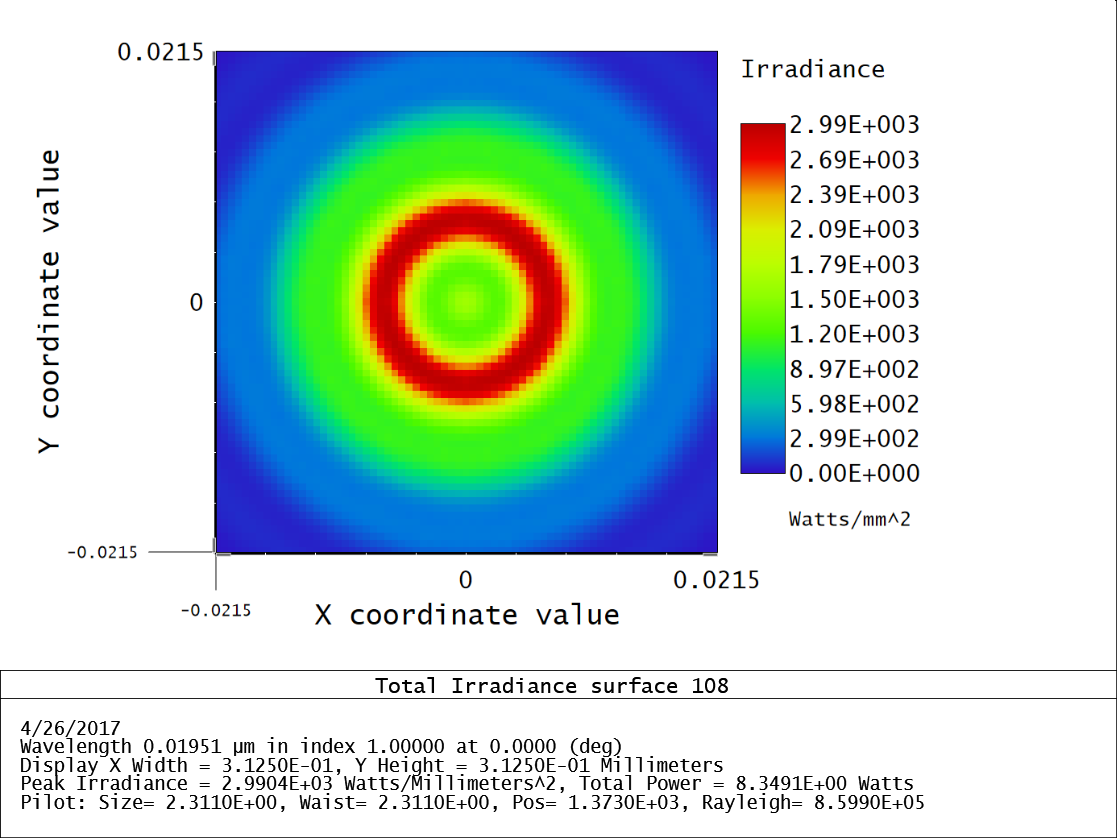 0.0215
Irradiance
2.99E+003
2.69E+003
2.39E+003
2.09E+003
1.79E+003
1.50E+003
1.20E+003
8.97E+002
5.98E+002
2.99E+002
0.00E+000
Watts/mm^2
Y coordinate value
0
-0.0215
-0.0215
0
0.0215
X coordinate value
Total Irradiance surface 108
4/26/2017
Wavelength 0.01951 µm in index 1.00000 at 0.0000 (deg)
Display X Width = 3.1250E-01, Y Height = 3.1250E-01 Millimeters
Peak Irradiance = 2.9904E+03 Watts/Millimeters^2, Total Power = 8.3491E+00 Watts
Pilot: Size= 2.3110E+00, Waist= 2.3110E+00, Pos= 1.3730E+03, Rayleigh= 8.5990E+05